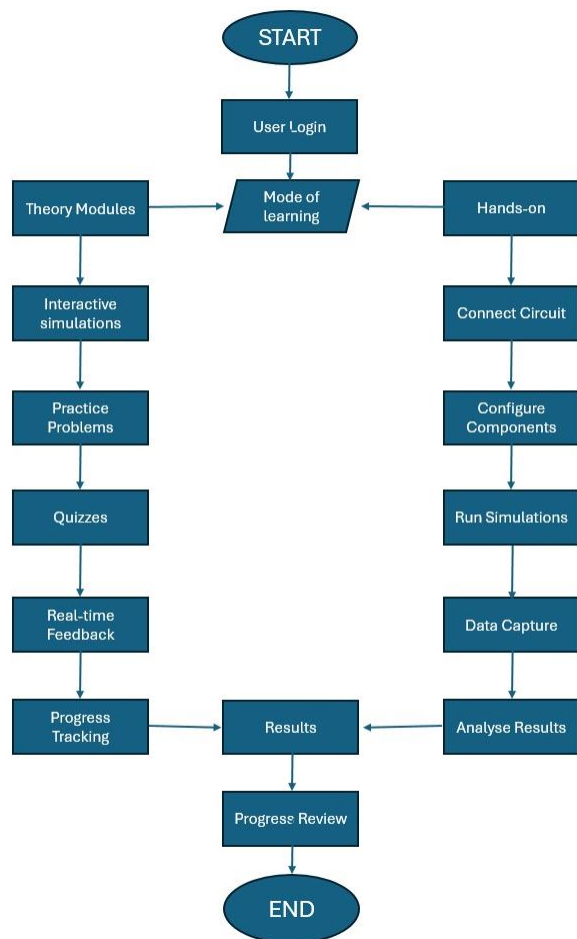 START
User Login
Theory Modules
Mode of
learning
Hands-on
Interactive
simulations
Connect Circuit
Practice
Problems
Configure
Components
Quizzes
Run Simulations
Real-time
Feedback
Data Capture
Progress
Tracking
Results
Analyse Results
Progress Review
END